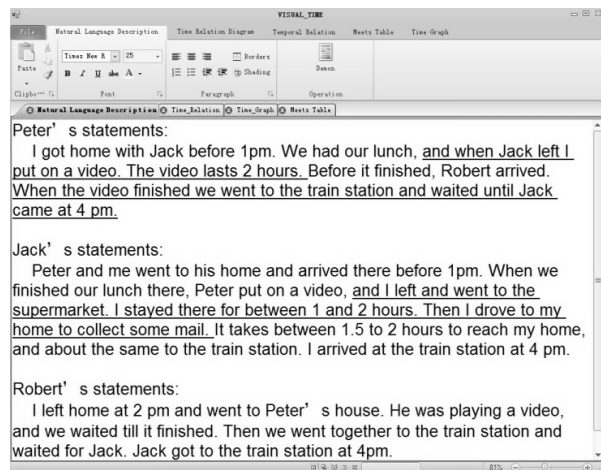 VISUAL_TIME
File Natural Language Description Time Relation Diagram Temporal Relation Meets Table Time Graph
Paste Times New R 25 Borders
B I U abe A Shading Demon
Clipbo··· Font Paragraph Operation
Natural Language Description Time_Relation Time_Graph Meets Table
Peter's statements:
I got home with Jack before 1pm. We had our lunch, and when Jack left I
put on a video. The video lasts 2 hours. Before it finished, Robert arrived.
When the video finished we went to the train station and waited until Jack
came at 4 pm.
Jack's statements:
Peter and me went to his home and arrived there before 1pm. When we
finished our lunch there, Peter put on a video, and I left and went to the
supermarket. I stayed there for between 1 and 2 hours. Then I drove to my
home to collect some mail. It takes between 1.5 to 2 hours to reach my home,
and about the same to the train station. I arrived at the train station at 4 pm.
Robert's statements:
I left home at 2 pm and went to Peter's house. He was playing a video,
and we waited till it finished. Then we went together to the train station and
waited for Jack. Jack got to the train station at 4pm.
81%